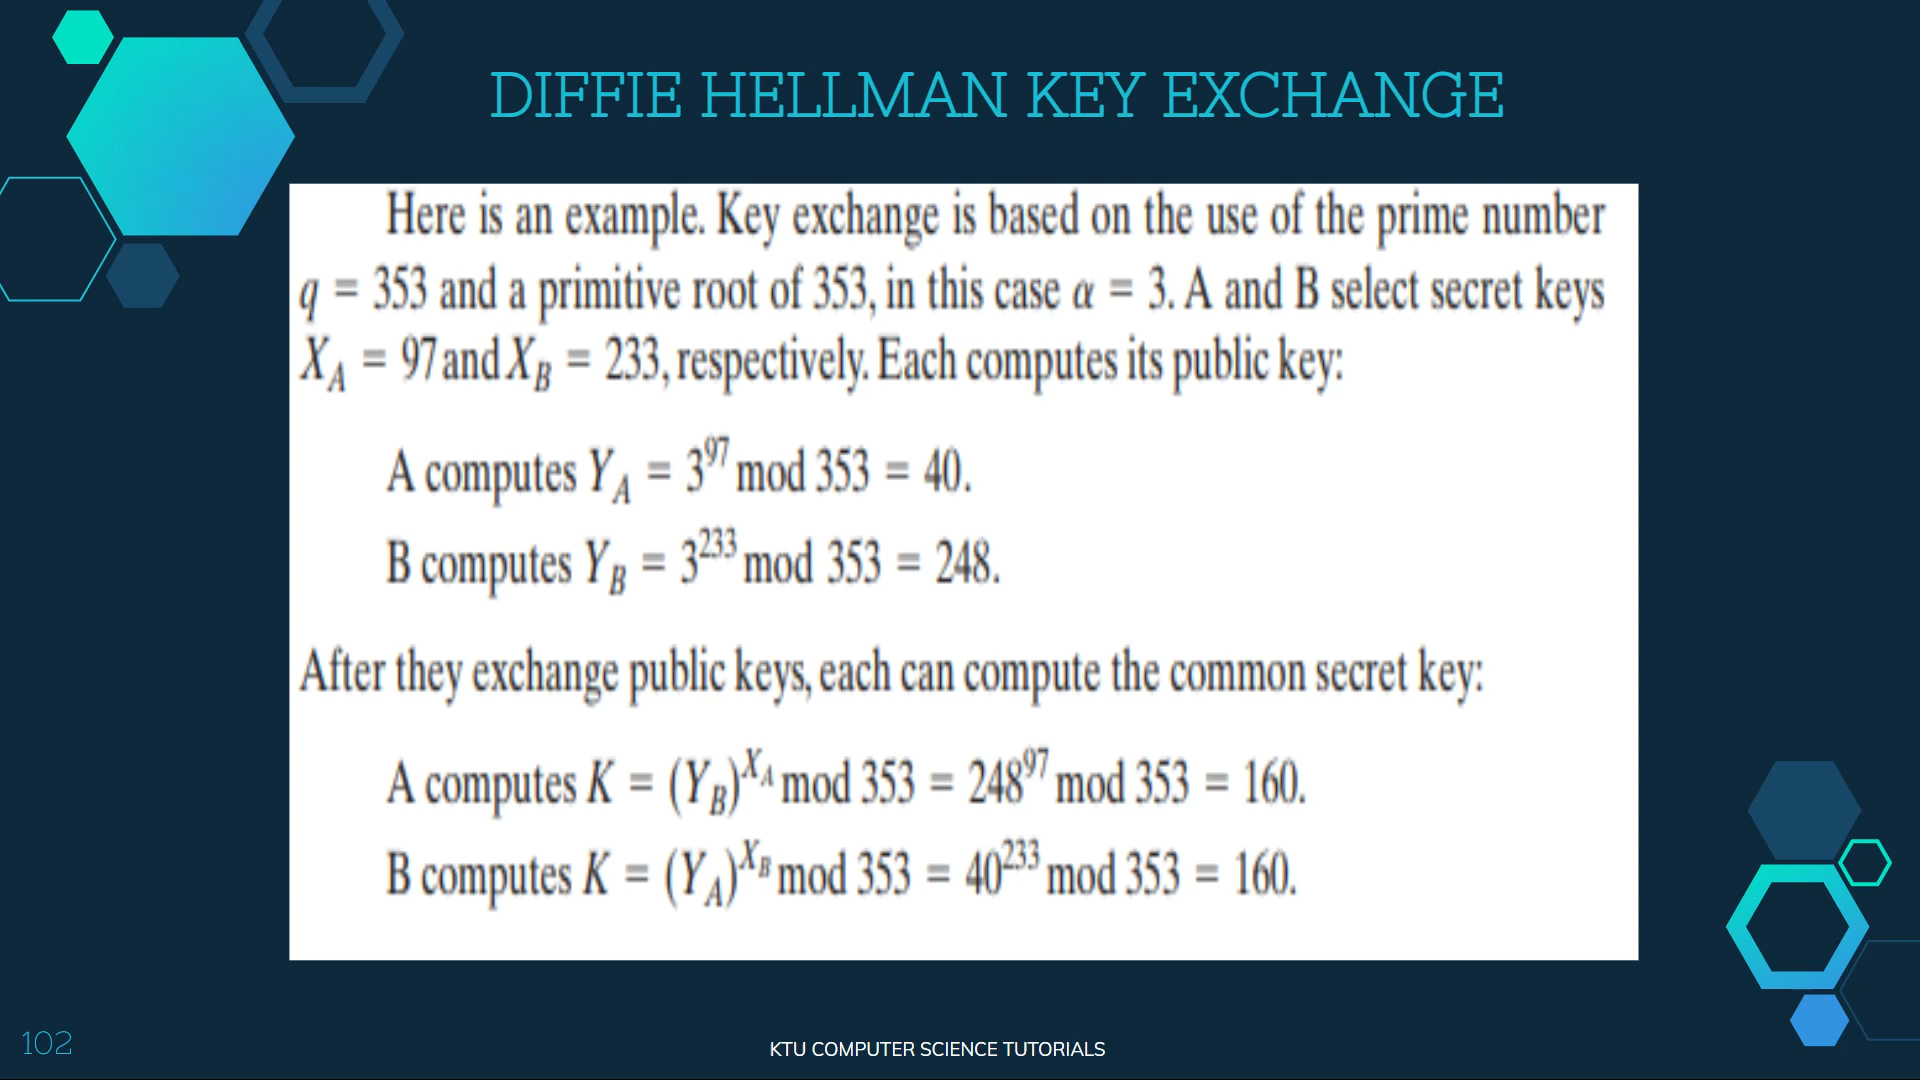 DIFFIE HELLMAN KEY EXCHANGE
Here is an example. Key exchange is based on the use of the prime number
q = 353 and a primitive root of 353, in this case α = 3. A and B select secret keys
X_A = 97 and X_B = 233, respectively. Each computes its public key:
A computes Y_A = 3^97 mod 353 = 40.
B computes Y_B = 3^233 mod 353 = 248.
After they exchange public keys, each can compute the common secret key:
A computes K = (Y_B)^X_A mod 353 = 248^97 mod 353 = 160.
B computes K = (Y_A)^X_B mod 353 = 40^233 mod 353 = 160.
102
KTU COMPUTER SCIENCE TUTORIALS